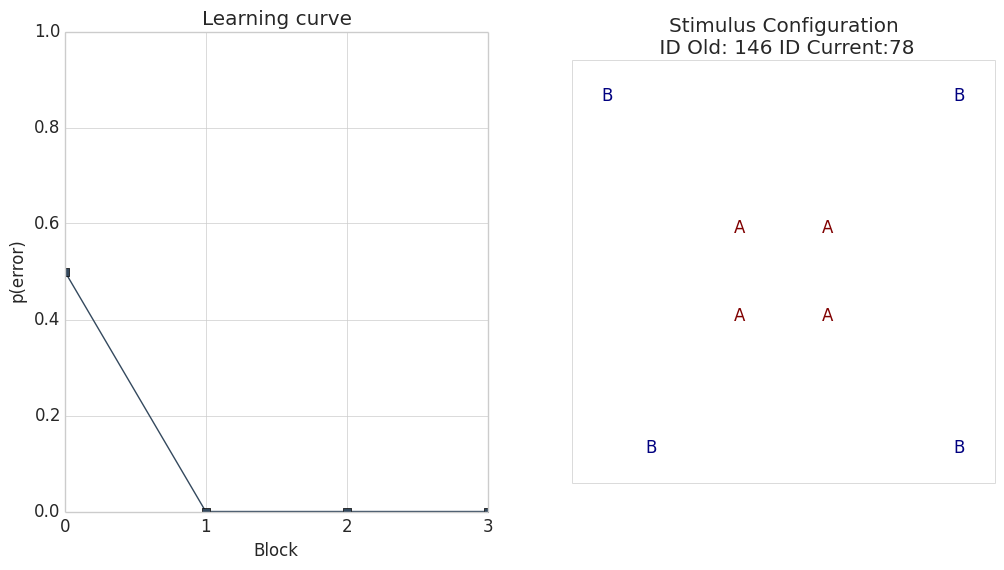 Learning curve
1.0
0.8
0.6
0.4
0.2
0.0
p(error)
0 1 2 3
Block
Stimulus Configuration
ID Old: 146 ID Current:78
B B
A A
A A
B B